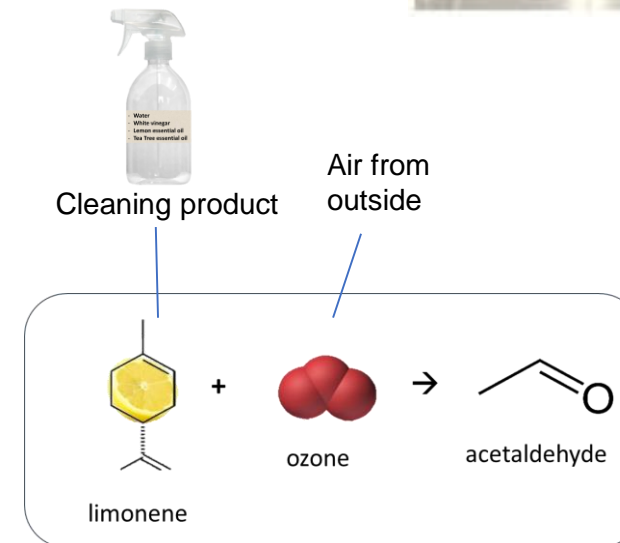 - Water
- White vinegar
- Lemon essential oil
- Tea Tree essential oil
Cleaning product
Air from
outside
+
→
O
limonene
ozone
acetaldehyde